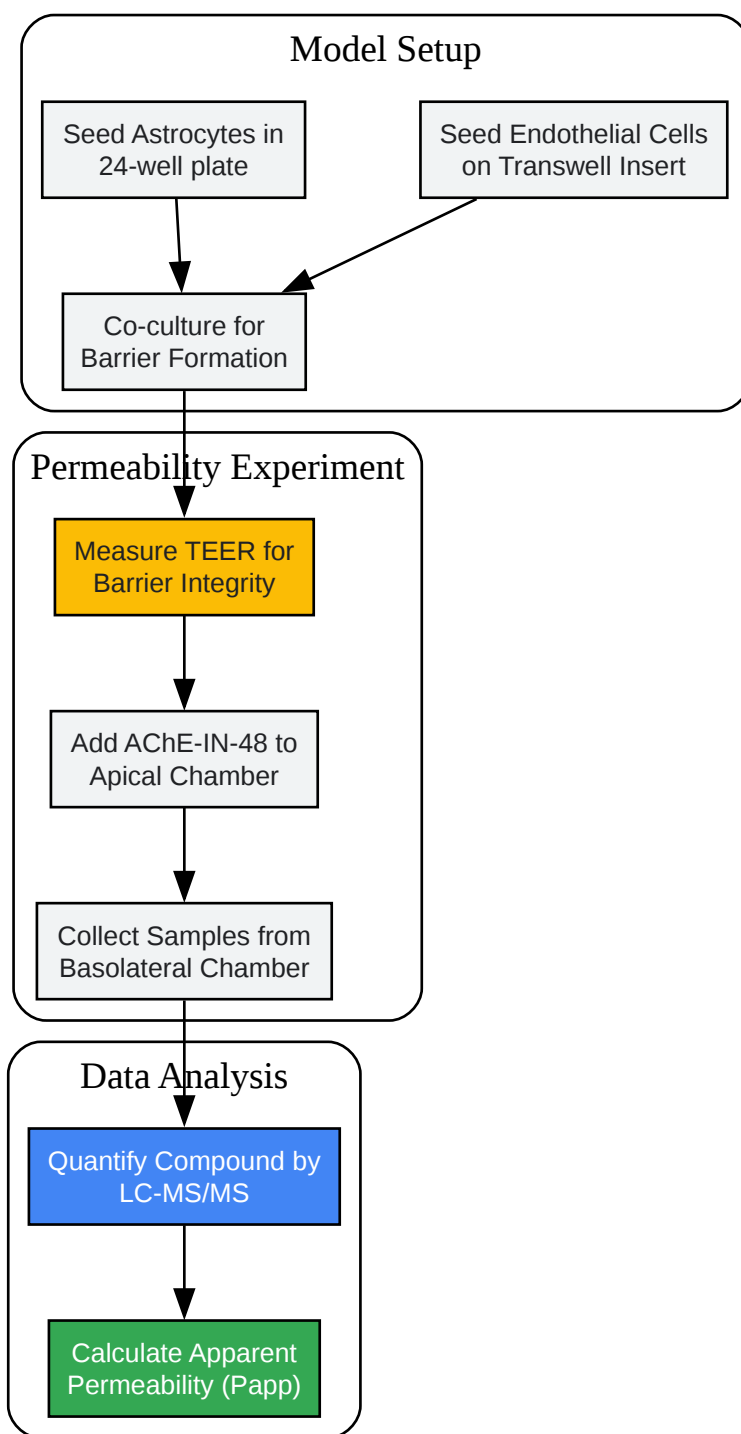 Model Setup
Seed Astrocytes in
24-well plate
Seed Endothelial Cells
on Transwell Insert
Co-culture for
Barrier Formation
Permeability Experiment
Measure TEER for
Barrier Integrity
Add AChE-IN-48 to
Apical Chamber
Collect Samples from
Basolateral Chamber
Data Analysis
Quantify Compound by
LC-MS/MS
Calculate Apparent
Permeability (Papp)